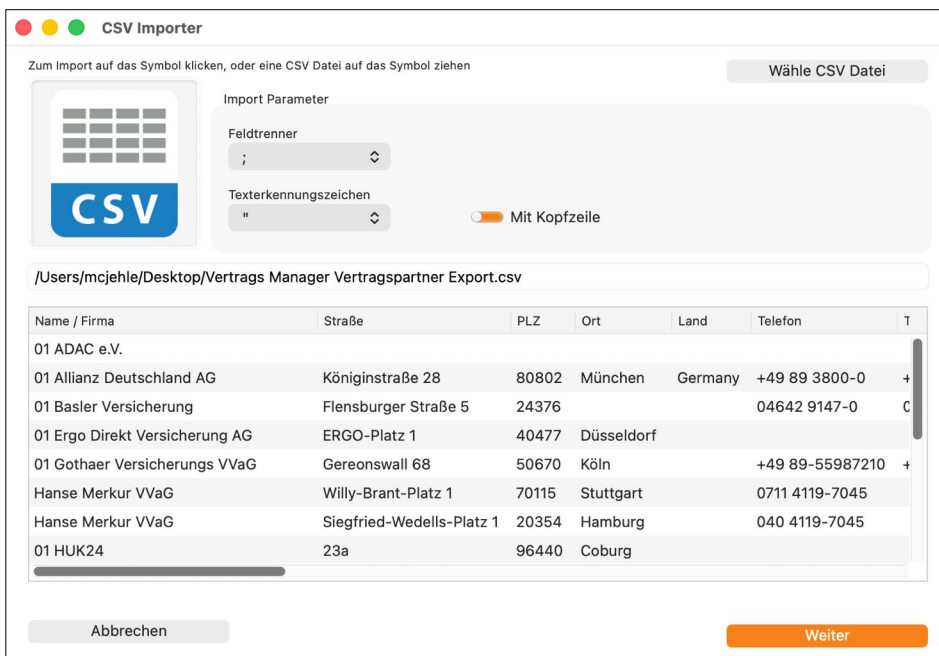 CSV Importer
Zum Import auf das Symbol klicken, oder eine CSV Datei auf das Symbol ziehen
Wähle CSV Datei
Import Parameter
Feldtrenner
;
Texterkennungszeichen
"
Mit Kopfzeile
CSV
/Users/mcjehle/Desktop/Vertrags Manager Vertragspartner Export.csv
Name / Firma Straße PLZ Ort Land Telefon T
01 ADAC e.V.
01 Allianz Deutschland AG Königinstraße 28 80802 München Germany +49 89 3800-0 +
01 Basler Versicherung Flensburger Straße 5 24376 04642 9147-0
01 Ergo Direkt Versicherung AG ERGO-Platz 1 40477 Düsseldorf
01 Gothaer Versicherungs VVaG Gereonswall 68 50670 Köln +49 89-55987210 +
Hanse Merkur VVaG Willy-Brant-Platz 1 70115 Stuttgart 0711 4119-7045
Hanse Merkur VVaG Siegfried-Wedells-Platz 1 20354 Hamburg 040 4119-7045
01 HUK24 23a 96440 Coburg
Abbrechen
Weiter